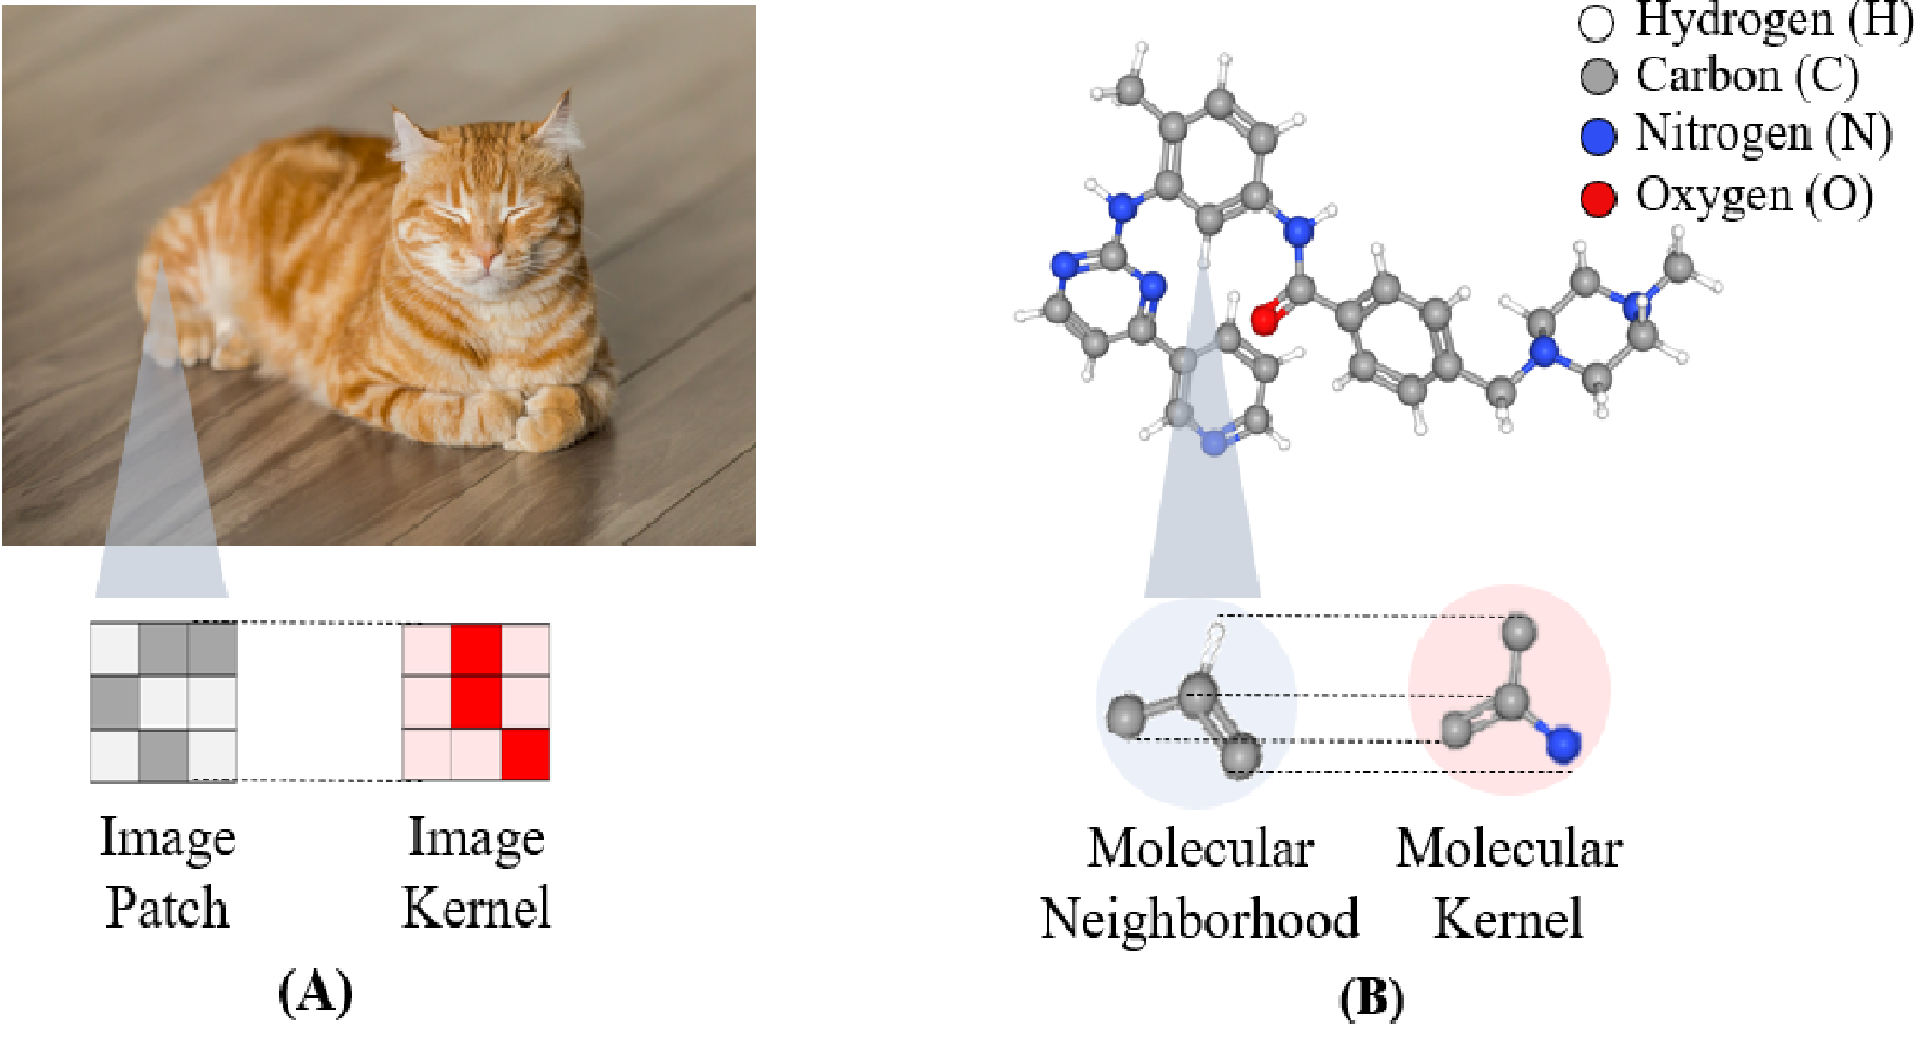 Hydrogen (H)
Carbon (C)
Nitrogen (N)
Oxygen (O)
Image
Patch
Image
Kernel
(A)
Molecular
Neighborhood
Molecular
Kernel
(B)